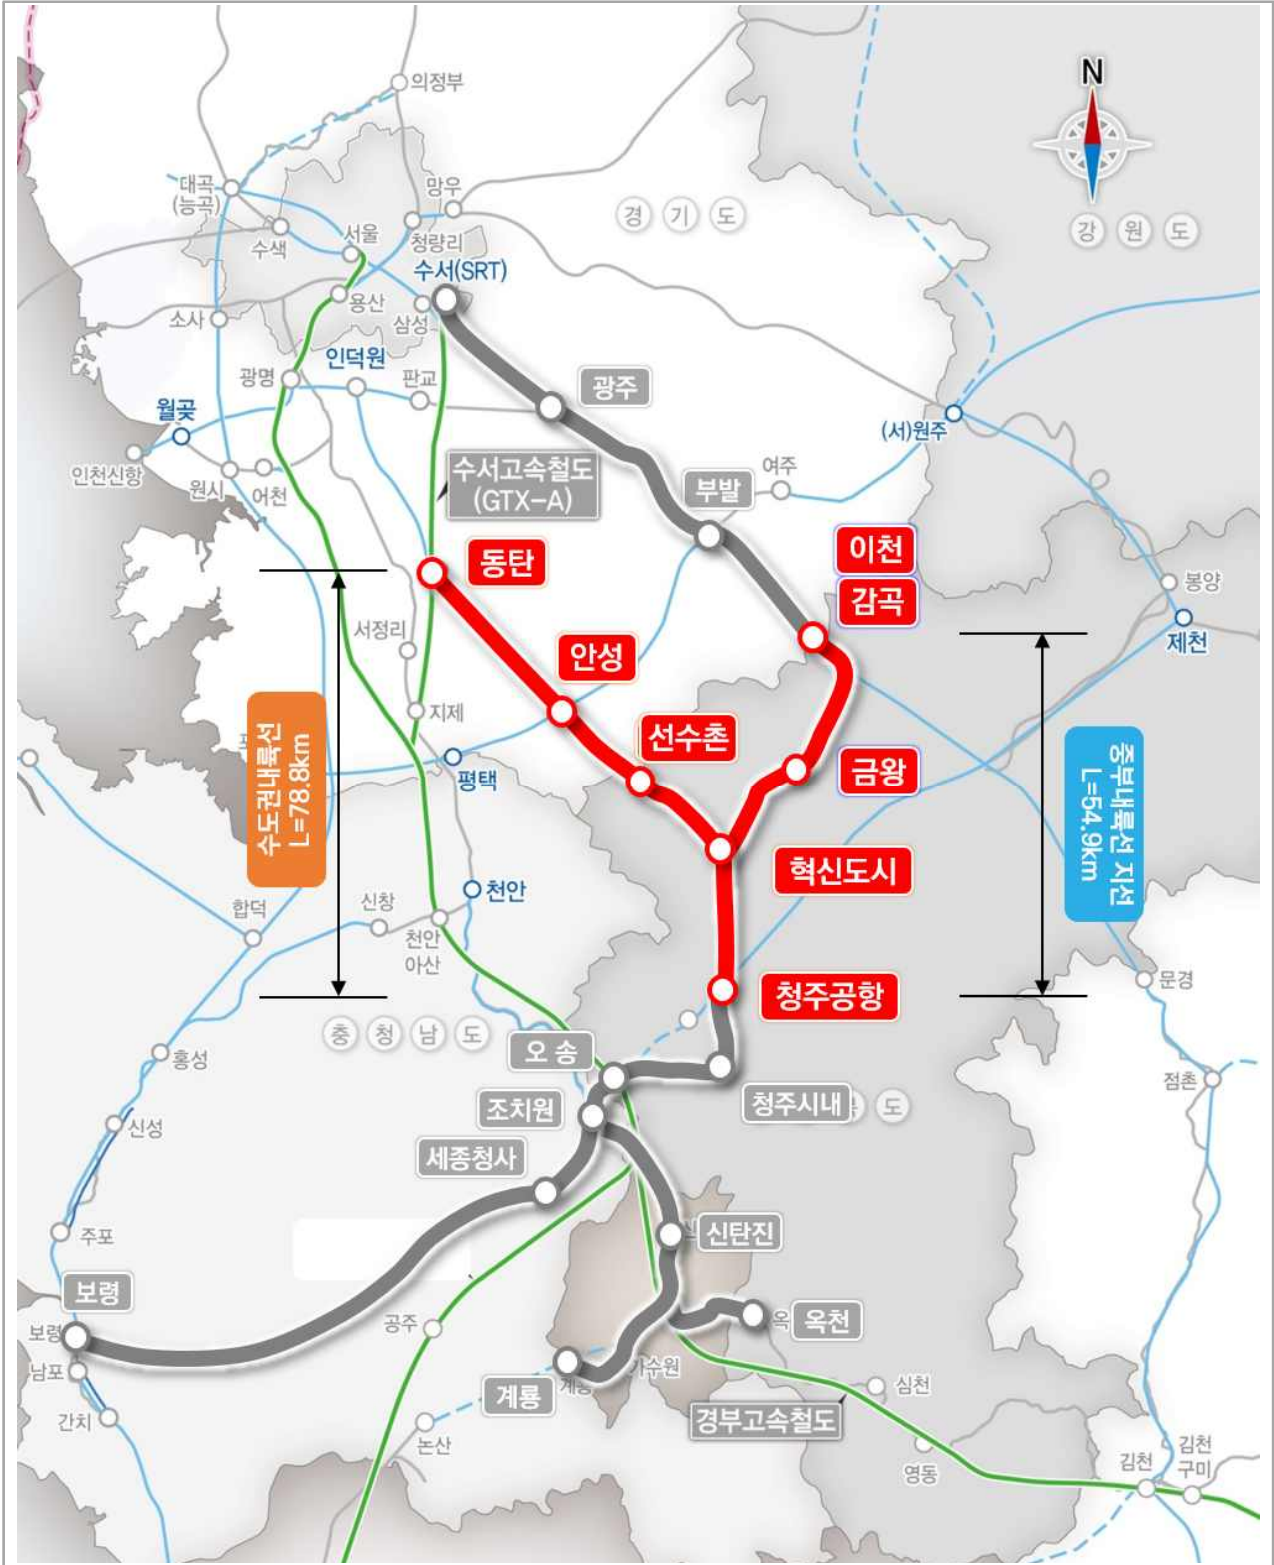 N
의정부
대곡
(능곡)
수색
서울
망우
청량리
경 기 도
강 원 도
수서(SRT)
용산
삼성
소사
인덕원
광명
판교
광주
월곶
인천신항
원시
어천
수서고속철도
(GTX-A)
부발
여주
(서)원주
이천
감곡
동탄
봉양
제천
서정리
안성
선수촌
지제
평택
금왕
수도권내륙선
L=78.8km
중부내륙선 지선
L=54.9km
혁신도시
천안
합덕
신창
천안
아산
청주공항
문경
충 청 남 도
오 송
홍성
점촌
조치원
청주시내
도
신성
세종청사
주포
신탄진
보령
보령
공주
옥
옥천
남포
계룡
가수원
심천
간치
논산
경부고속철도
영동
김천
김천
구미